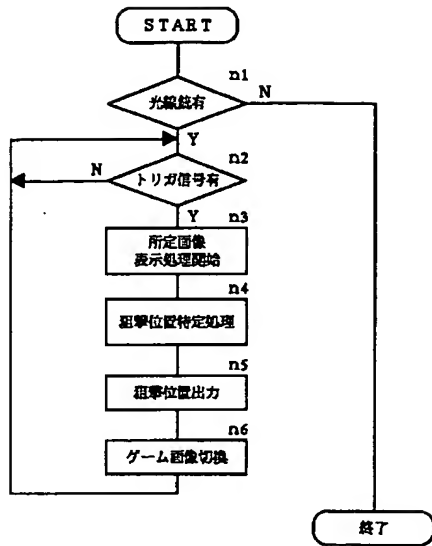 START
n1
光線銃有
N
Y
n2
トリガ信号有
N
Y
n3
所定画像
表示処理開始
n4
狙撃位置特定処理
n5
狙撃位置出力
n6
ゲーム画像切換
終了